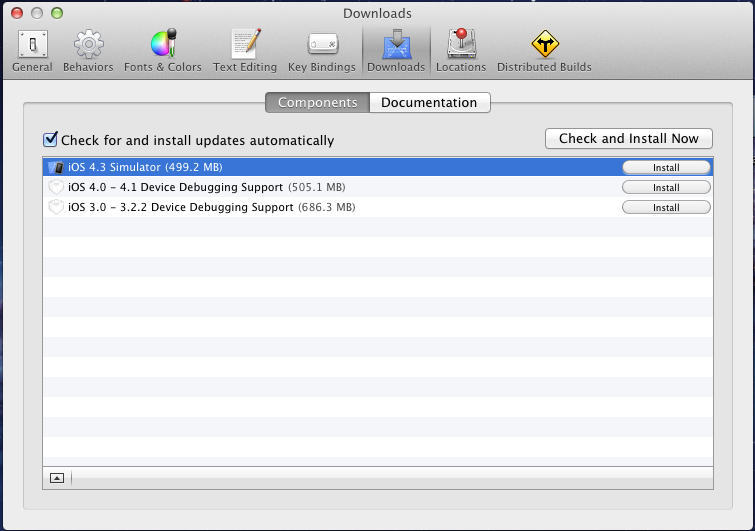 Downloads
General Behaviors Fonts & Colors Text Editing Key Bindings Downloads Locations Distributed Builds
Components Documentation
Check for and install updates automatically Check and Install Now
iOS 4.3 Simulator (499.2 MB) Install
iOS 4.0 – 4.1 Device Debugging Support (505.1 MB) Install
iOS 3.0 – 3.2.2 Device Debugging Support (686.3 MB) Install